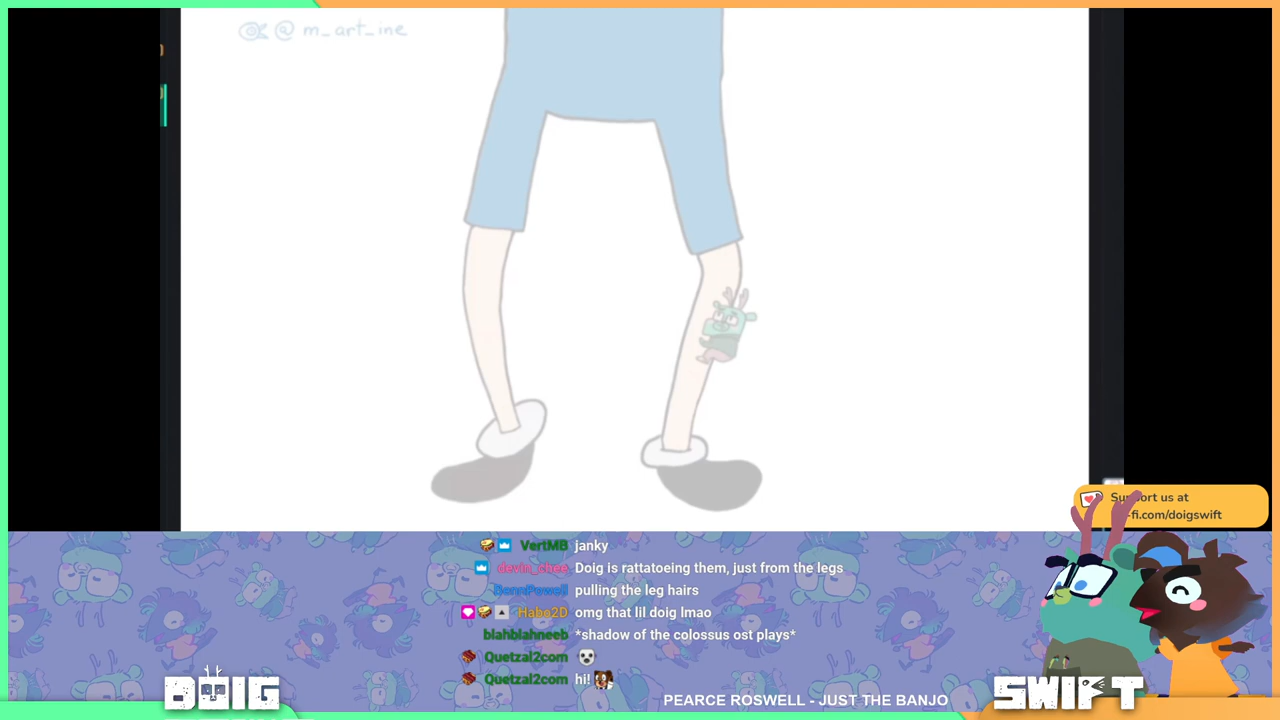 @ m_art_ine
Support us at
-fi.com/doigswift
VertMB janky
devin_chee Doig is rattatoeing them, just from the legs
BennPowell pulling the leg hairs
Habo2D omg that lil doig lmao
blahblahneeb *shadow of the colossus ost plays*
Quetzal2com
Quetzal2com hi!
DOIG
SWIFT
PEARCE ROSWELL - JUST THE BANJO